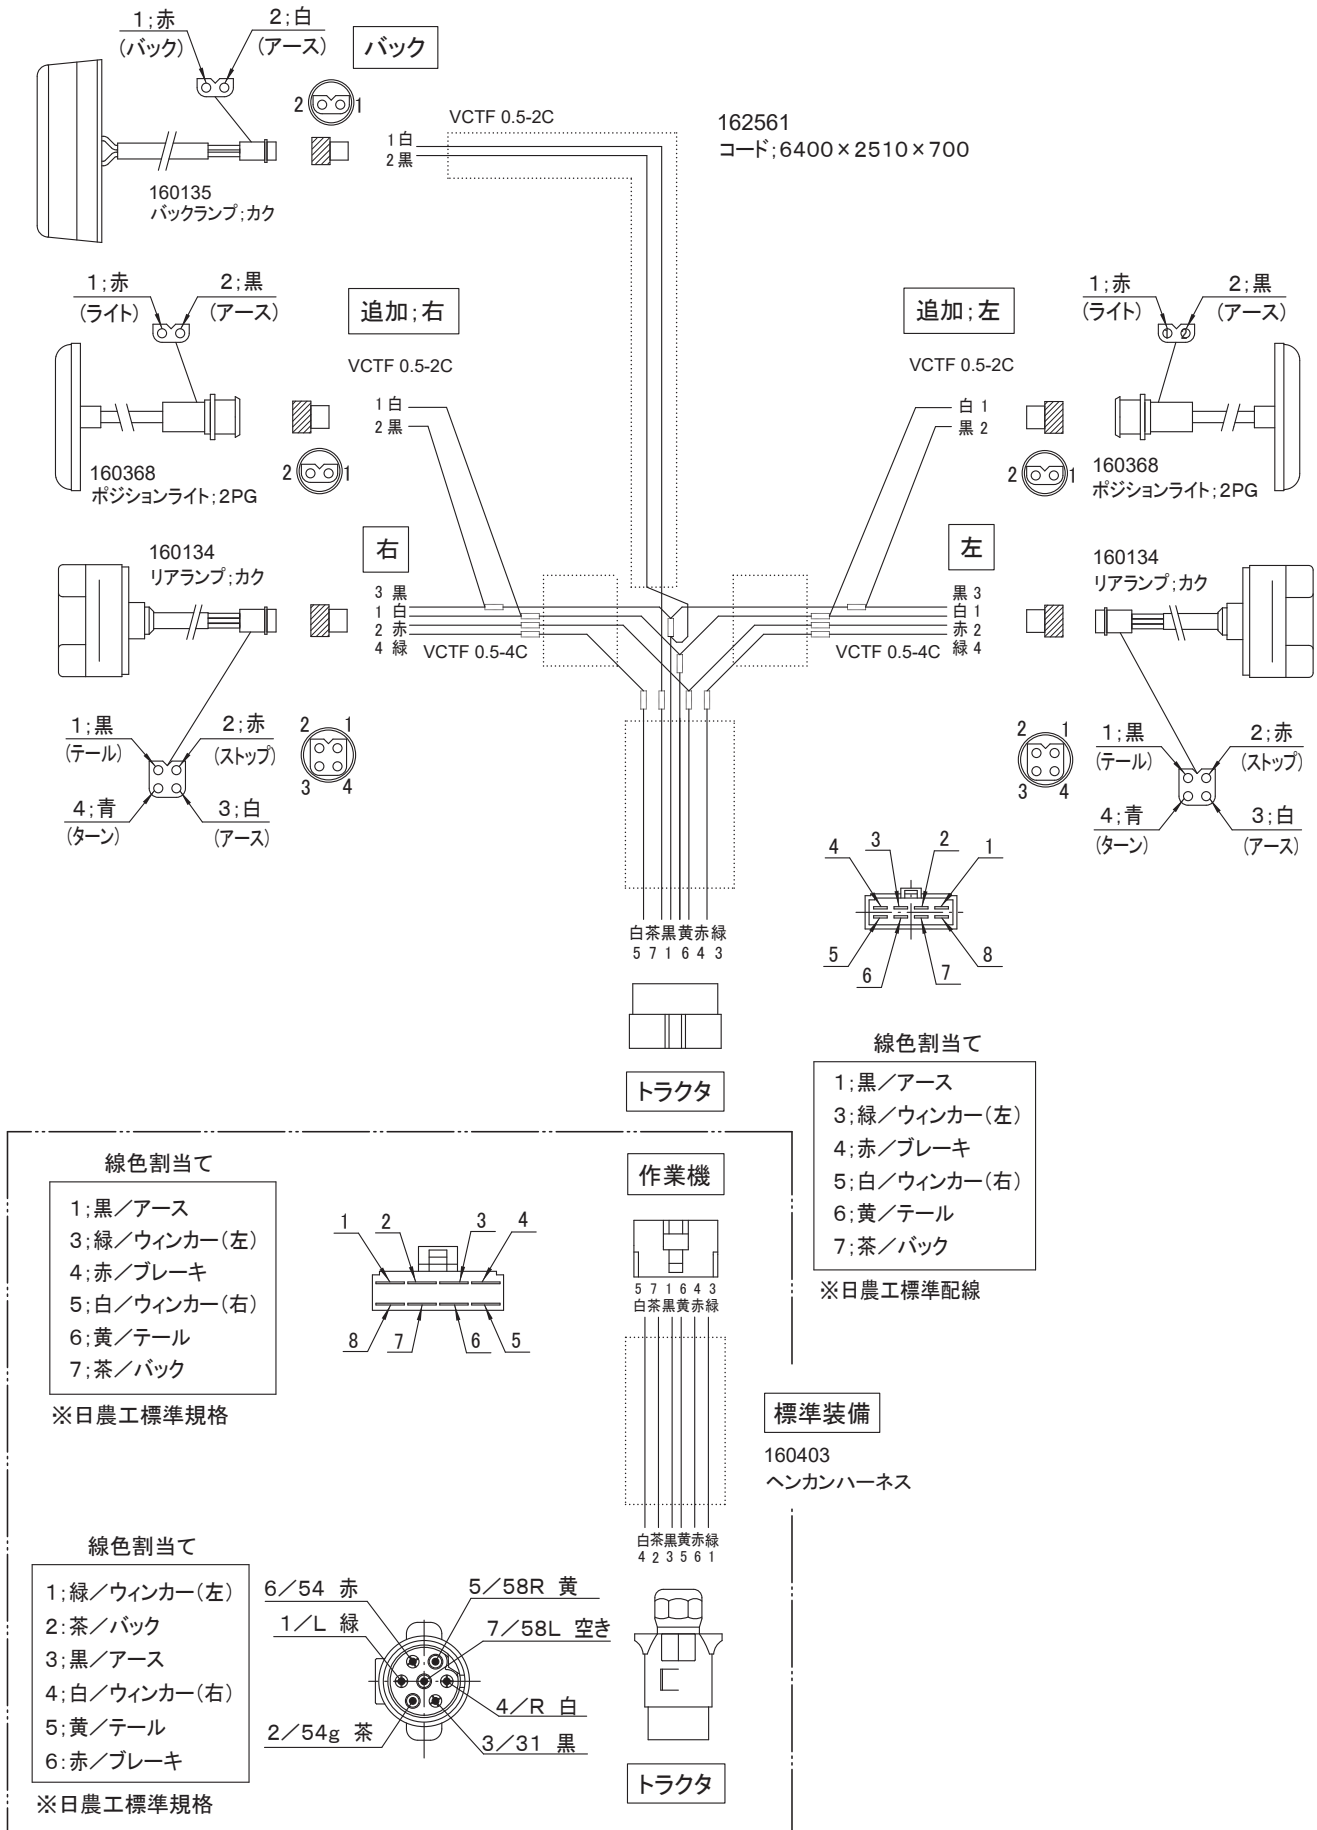 1;赤
(バック)
2;白
(アース)
バック
2
1
VCTF 0.5-2C
1 白
2 黒
162561
コード;6400×2510×700
160135
バックランプ;カク
1;赤
(ライト)
2;黒
(アース)
追加;右
VCTF 0.5-2C
1 白
2 黒
2
1
160368
ポジションライト;2PG
追加;左
VCTF 0.5-2C
白 1
黒 2
2
1
1;赤
(ライト)
2;黒
(アース)
160368
ポジションライト;2PG
右
160134
リアランプ;カク
3 黒
1 白
2 赤
4 緑
VCTF 0.5-4C
左
黒 3
白 1
赤 2
緑 4
VCTF 0.5-4C
160134
リアランプ;カク
1;黒
(テール)
2;赤
(ストップ)
4;青
(ターン)
3;白
(アース)
2
1
3
4
2
1
3
4
1;黒
(テール)
2;赤
(ストップ)
4;青
(ターン)
3;白
(アース)
4
3
2
1
5
6
7
8
白茶黒黄赤緑
5 7 1 6 4 3
トラクタ
線色割当て
1;黒/アース
3;緑/ウィンカー(左)
4;赤/ブレーキ
5;白/ウィンカー(右)
6;黄/テール
7;茶/バック
※日農工標準配線
線色割当て
1;黒/アース
3;緑/ウィンカー(左)
4;赤/ブレーキ
5;白/ウィンカー(右)
6;黄/テール
7;茶/バック
※日農工標準規格
1
2
3
4
8
7
6
5
作業機
5 7 1 6 4 3
白茶黒黄赤緑
標準装備
160403
ヘンカンハーネス
白茶黒黄赤緑
4 2 3 5 6 1
線色割当て
1;緑/ウィンカー(左)
2:茶/バック
3;黒/アース
4;白/ウィンカー(右)
5;黄/テール
6:赤/ブレーキ
※日農工標準規格
6/54 赤
1/L 緑
2/54g 茶
5/58R 黄
7/58L 空き
4/R 白
3/31 黒
トラクタ